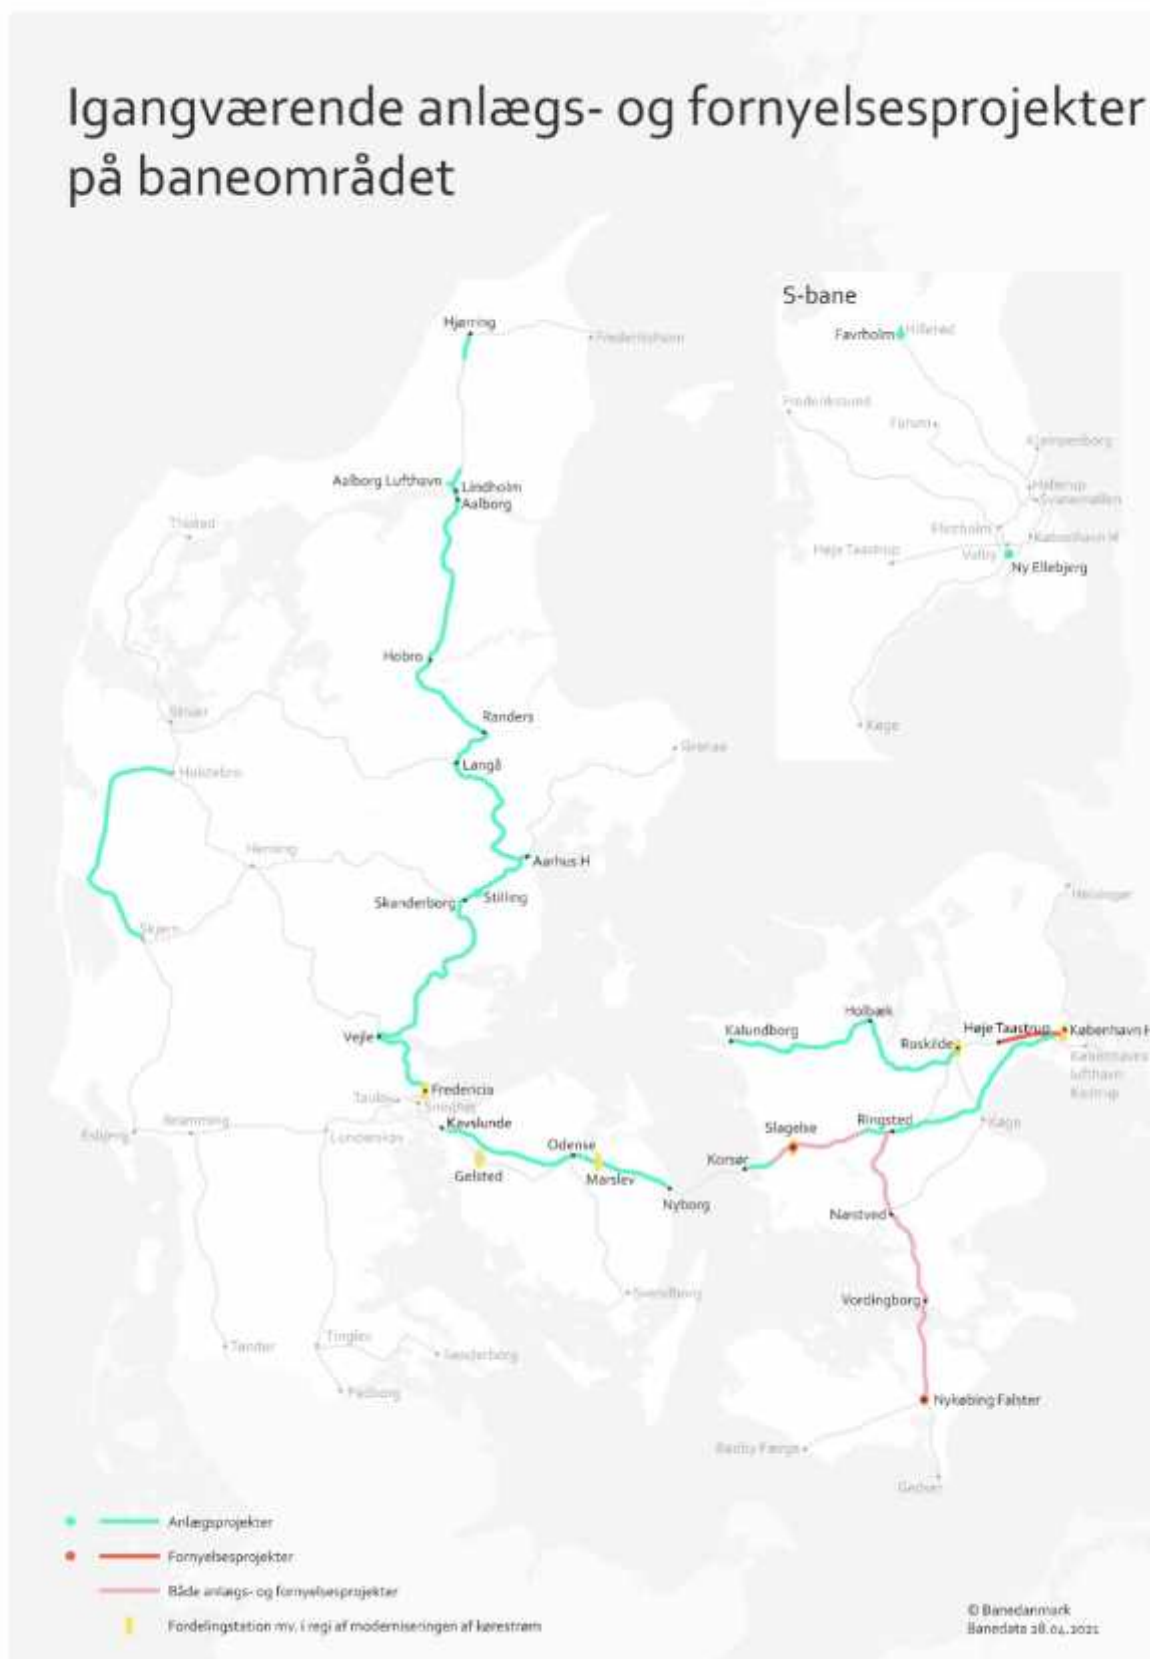 Igangværende anlægs- og fornyelsesprojekter
på baneområdet
S-bane
Favrholm
Hillerød
Frederikssund
Farum
Klampenborg
Hellerup
Svanemøllen
Flintholm
København H
Høje Taastrup
Valby
Ny Ellebjerg
Køge
Hjørring
Frederikshavn
Aalborg Lufthavn
Lindholm
Aalborg
Thisted
Hobro
Struer
Randers
Langå
Grenaa
Holstebro
Herning
Aarhus H
Skanderborg
Stilling
Skjern
Helsingør
Vejle
Kalundborg
Holbæk
Høje Taastrup
København H
Roskilde
Københavns
lufthavn
Kastrup
Fredericia
Taulov
Snoghøj
Kavslunde
Esbjerg
Bramming
Lunderskov
Odense
Gelsted
Marslev
Nyborg
Slagelse
Ringsted
Køge
Korsør
Næstved
Svendborg
Vordingborg
Tønder
Tinglev
Sønderborg
Padborg
Nykøbing Falster
Rødby Færge
Gedser
Anlægsprojekter
Fornyelsesprojekter
Både anlægs- og fornyelsesprojekter
Fordelingstation mv. i regi af moderniseringen af kørestrøm
© Banedanmark
Banedata 28.04.2021